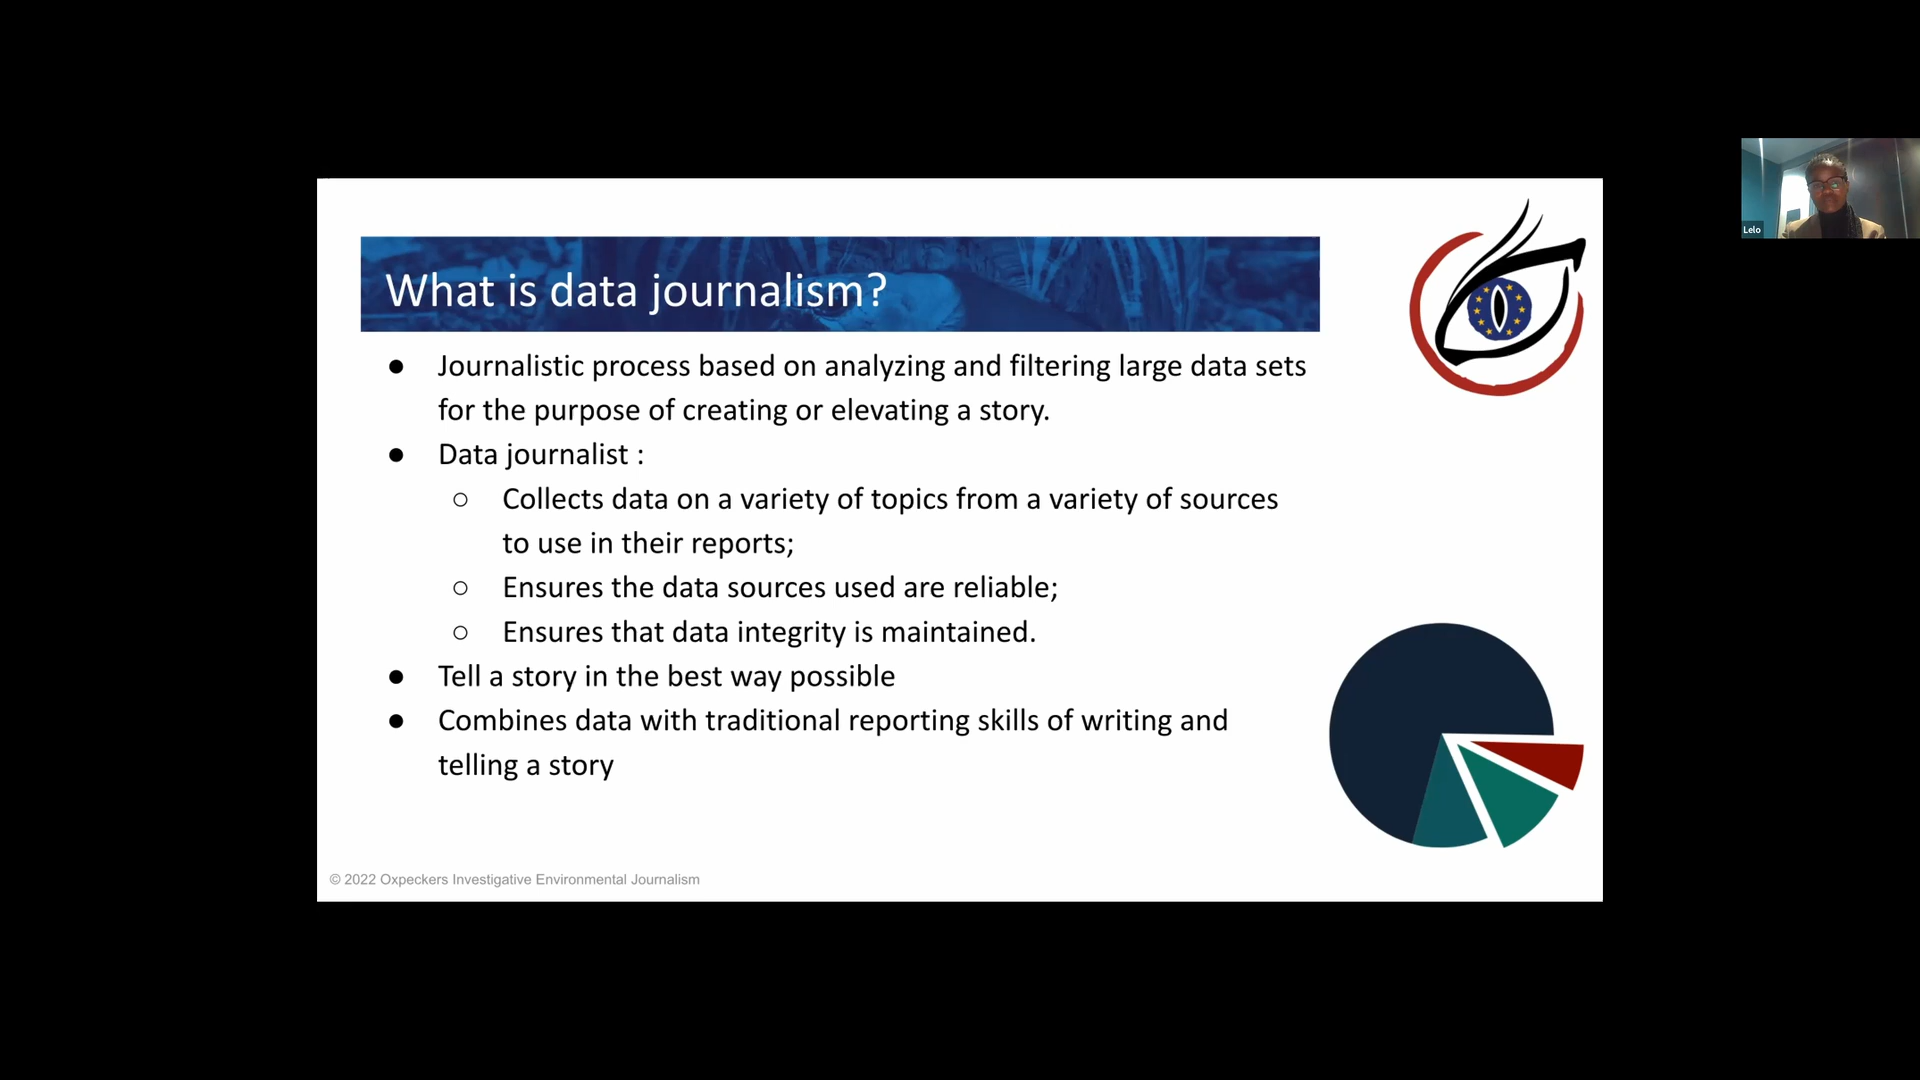 What is data journalism?
● Journalistic process based on analyzing and filtering large data sets
for the purpose of creating or elevating a story.
● Data journalist :
○ Collects data on a variety of topics from a variety of sources
to use in their reports;
○ Ensures the data sources used are reliable;
○ Ensures that data integrity is maintained.
● Tell a story in the best way possible
● Combines data with traditional reporting skills of writing and
telling a story
© 2022 Oxpeckers Investigative Environmental Journalism
Lelo